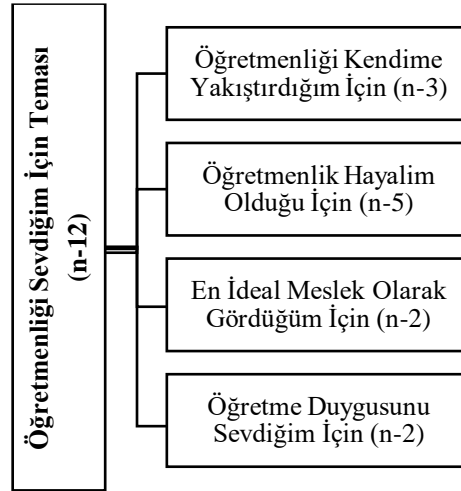 Öğretmenliği Sevdiğim İçin Teması
(n-12)
Öğretmenliği Kendime
Yakıştırdığım İçin (n-3)
Öğretmenlik Hayalim
Olduğu İçin (n-5)
En İdeal Meslek Olarak
Gördüğüm İçin (n-2)
Öğretme Duygusunu
Sevdiğim İçin (n-2)